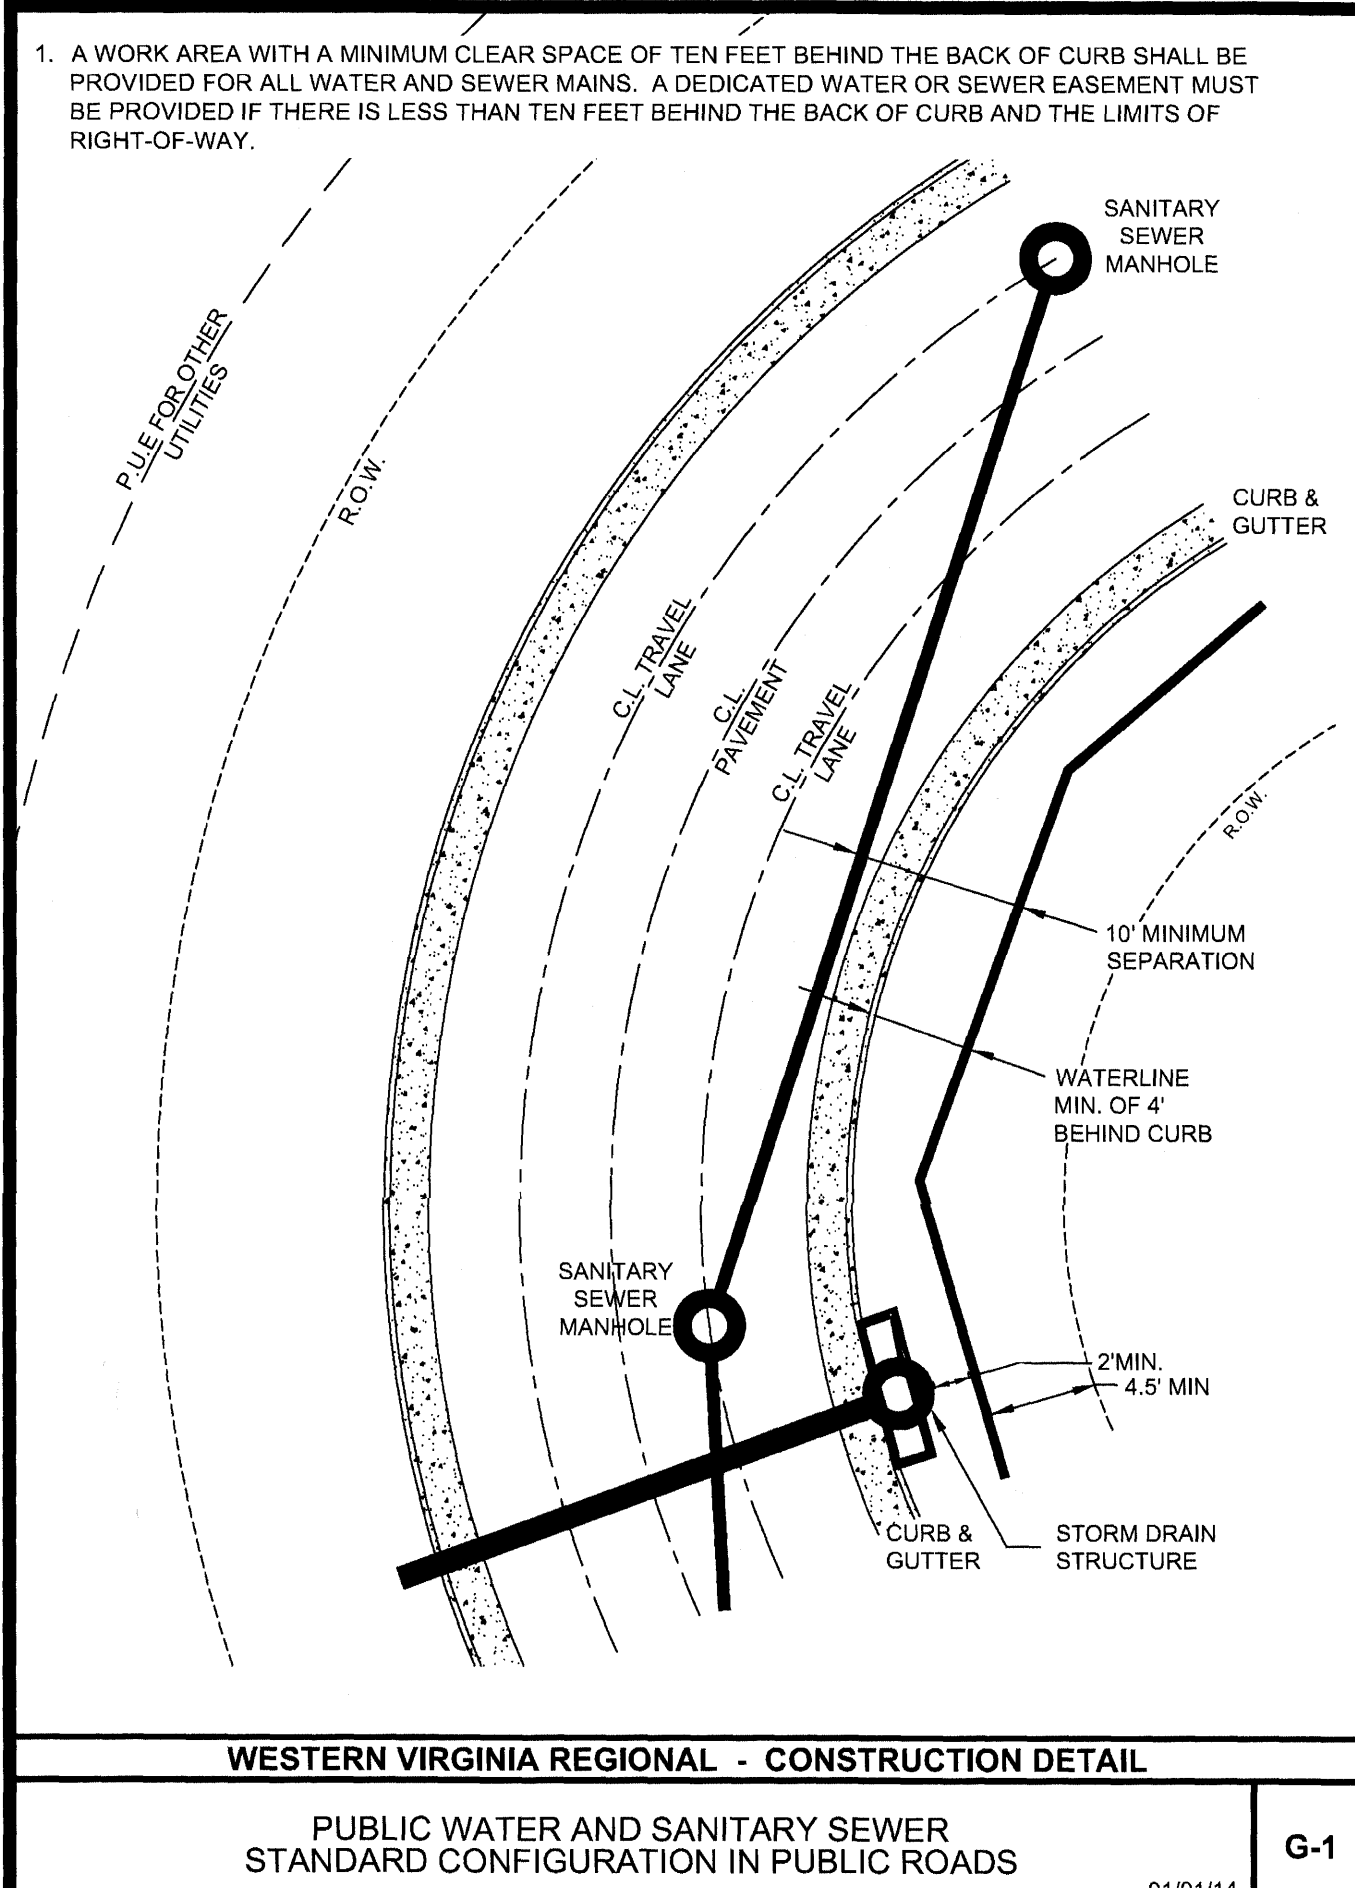 1. A WORK AREA WITH A MINIMUM CLEAR SPACE OF TEN FEET BEHIND THE BACK OF CURB SHALL BE
PROVIDED FOR ALL WATER AND SEWER MAINS. A DEDICATED WATER OR SEWER EASEMENT MUST
BE PROVIDED IF THERE IS LESS THAN TEN FEET BEHIND THE BACK OF CURB AND THE LIMITS OF
RIGHT-OF-WAY.
SANITARY
SEWER
MANHOLE
P.U.E FOR OTHER
UTILITIES
R.O.W.
CURB &
GUTTER
C.L. TRAVEL
LANE
C.L.
PAVEMENT
C.L. TRAVEL
LANE
R.O.W.
10' MINIMUM
SEPARATION
WATERLINE
MIN. OF 4'
BEHIND CURB
SANITARY
SEWER
MANHOLE
2'MIN.
4.5' MIN
CURB &
GUTTER
STORM DRAIN
STRUCTURE
WESTERN VIRGINIA REGIONAL - CONSTRUCTION DETAIL
PUBLIC WATER AND SANITARY SEWER
STANDARD CONFIGURATION IN PUBLIC ROADS
G-1
01/01/14